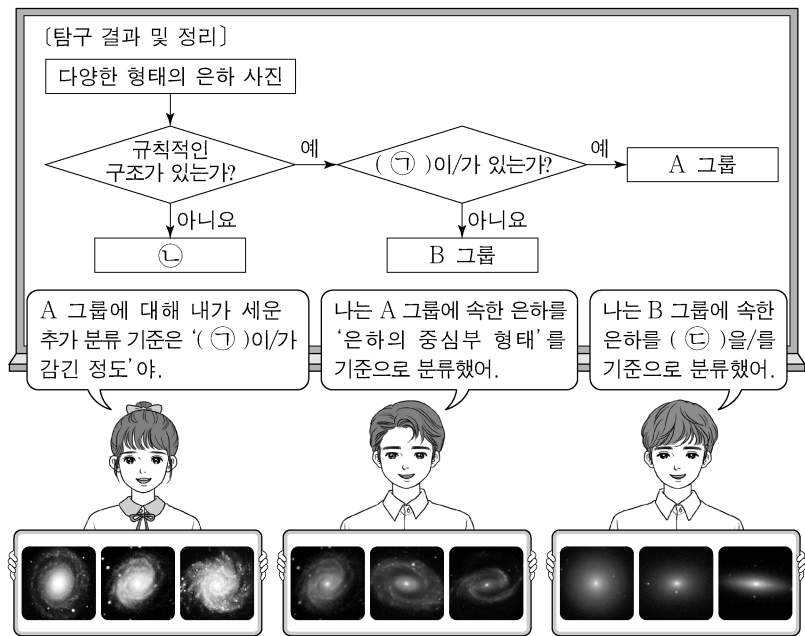 〔탐구 결과 및 정리〕
다양한 형태의 은하 사진
규칙적인
구조가 있는가?
예
( ㉠ )이/가 있는가?
예
A 그룹
아니요
㉡
아니요
B 그룹
A 그룹에 대해 내가 세운
추가 분류 기준은 ‘( ㉠ )이/가
감긴 정도’야.
나는 A 그룹에 속한 은하를
‘은하의 중심부 형태’를
기준으로 분류했어.
나는 B 그룹에 속한
은하를 ( ㉢ )을/를
기준으로 분류했어.